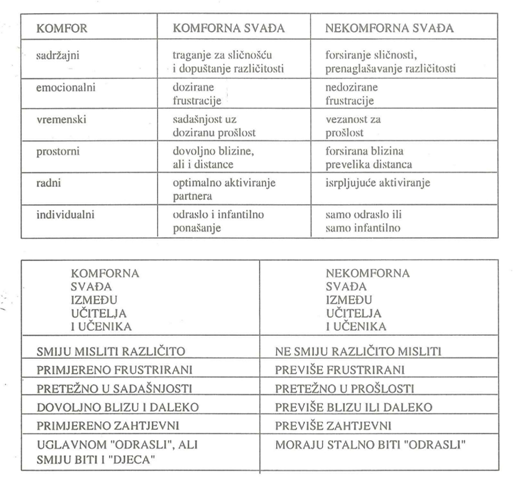 KOMFOR KOMFORNA SVAĐA NEKOMFORNA SVAĐA
sadržajni traganje za sličnošću forsiranje sličnosti,
i dopuštanje različitosti prenaglašavanje različitosti
emocionalni dozirane nedozirane
frustracije frustracije
vremenski sadašnjost uz vezanost za
doziranu prošlost prošlost
prostorni dovoljno blizine, forsirana blizina
ali i distance prevelika distanca
radni optimalno aktiviranje isrpljujuće aktiviranje
partnera
individualni odraslo i infantilno samo odraslo ili
ponašanje samo infantilno
KOMFORNA NEKOMFORNA
SVAĐA SVAĐA
IZMEĐU IZMEĐU
UČITELJA UČITELJA
I UČENIKA I UČENIKA
SMIJU MISLITI RAZLIČITO NE SMIJU RAZLIČITO MISLITI
PRIMJERENO FRUSTRIRANI PREVIŠE FRUSTRIRANI
PRETEŽNO U SADAŠNJOSTI PRETEŽNO U PROŠLOSTI
DOVOLJNO BLIZU I DALEKO PREVIŠE BLIZU ILI DALEKO
PRIMJERENO ZAHTJEVNI PREVIŠE ZAHTJEVNI
UGLAVNOM "ODRASLI", ALI MORAJU STALNO BITI "ODRASLI"
SMIJU BITI I "DJECA"